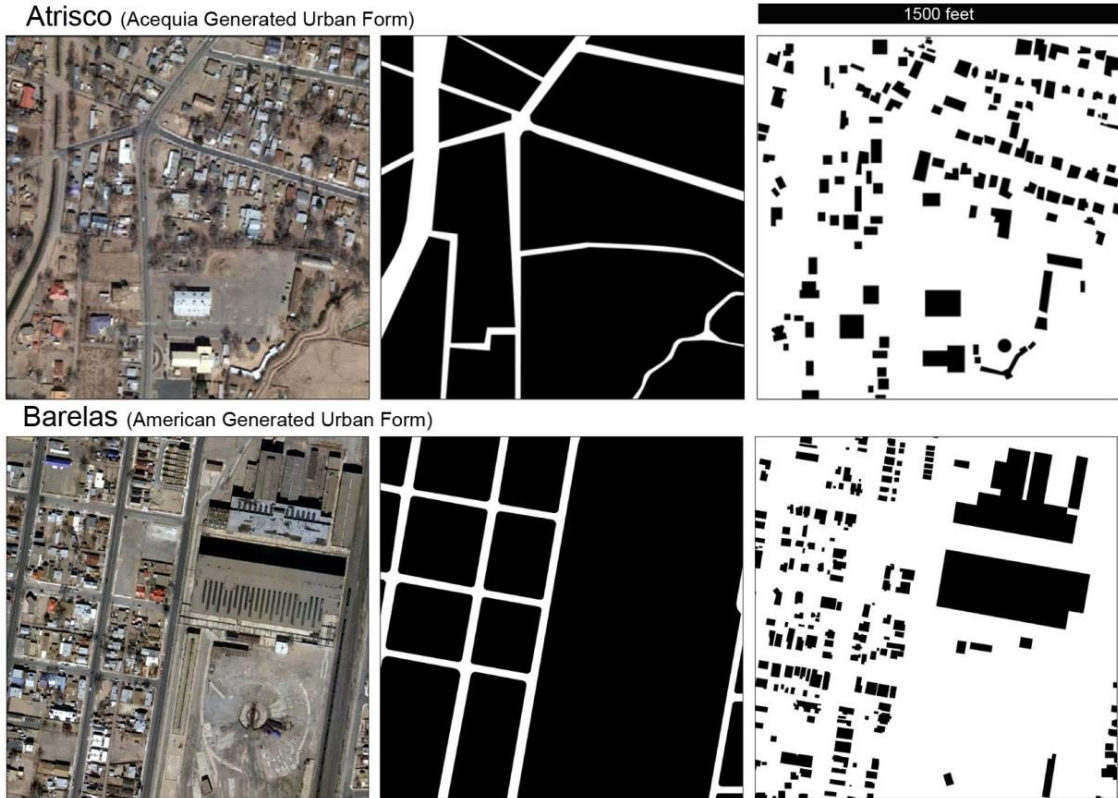 Atrisco (Acequia Generated Urban Form)
1500 feet
Barelas (American Generated Urban Form)